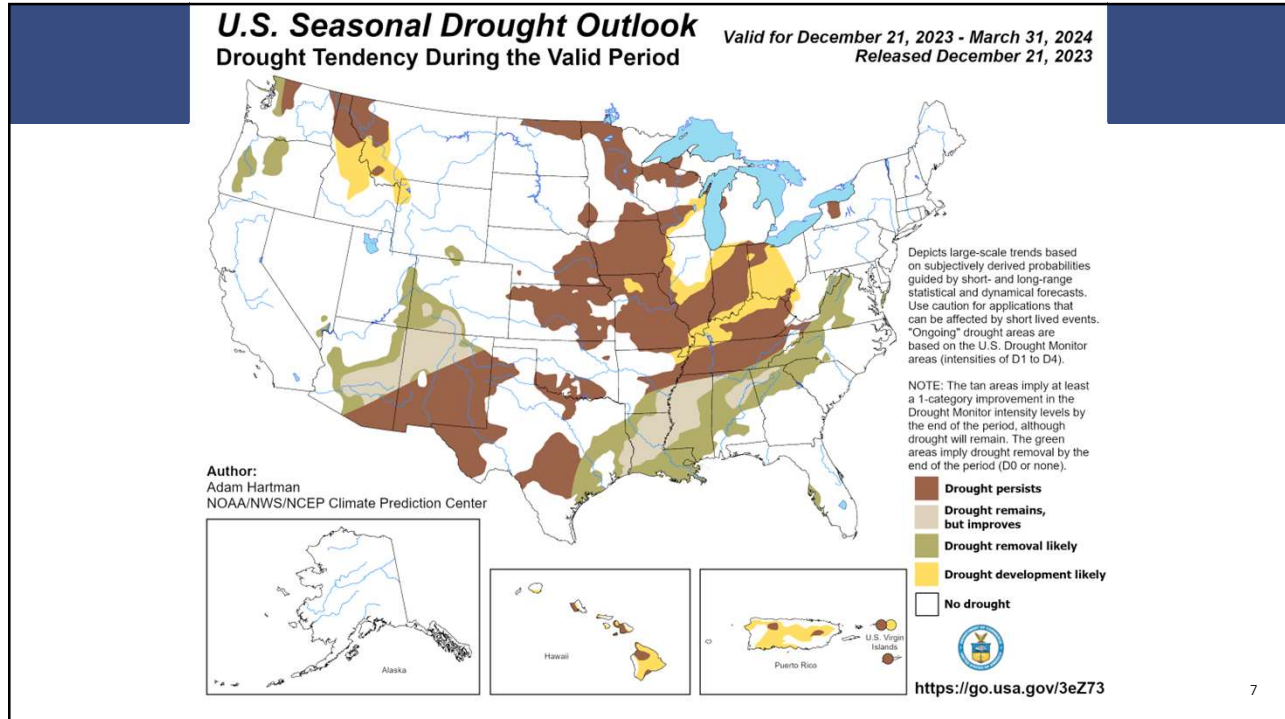 U.S. Seasonal Drought Outlook
Drought Tendency During the Valid Period
Valid for December 21, 2023 - March 31, 2024
Released December 21, 2023
Depicts large-scale trends based
on subjectively derived probabilities
guided by short- and long-range
statistical and dynamical forecasts.
Use caution for applications that
can be affected by short lived events.
"Ongoing" drought areas are
based on the U.S. Drought Monitor
areas (intensities of D1 to D4).
NOTE: The tan areas imply at least
a 1-category improvement in the
Drought Monitor intensity levels by
the end of the period, although
drought will remain. The green
areas imply drought removal by the
end of the period (D0 or none).
Author:
Adam Hartman
NOAA/NWS/NCEP Climate Prediction Center
Drought persists
Drought remains,
but improves
Drought removal likely
Drought development likely
No drought
Alaska
Hawaii
Puerto Rico
U.S. Virgin
Islands
https://go.usa.gov/3eZ73
7